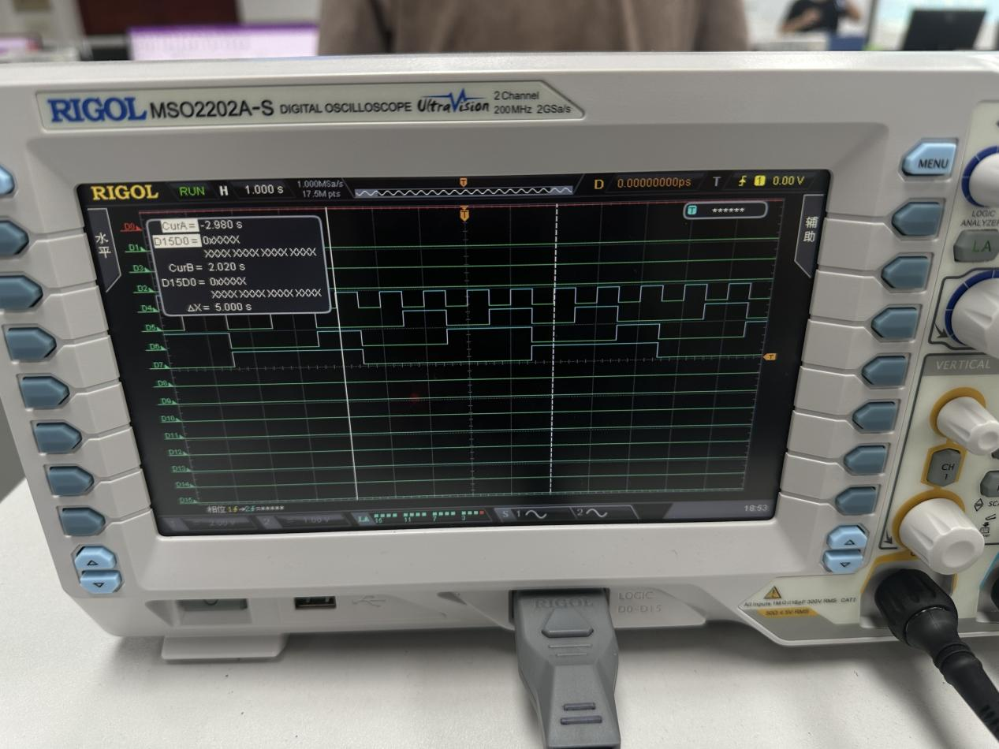 RIGOL MSO2202A-S DIGITAL OSCILLOSCOPE UltraVision 2 Channel
200MHz 2GSa/s
MENU
RIGOL RUN H 1.000 s 1.000MSa/s
17.5M pts
D 0.00000000ps T 1 0.00 V
T
T ******
水平
辅助
CurA= -2.980 s
D15D0= 0xXXXX
XXXX XXXX XXXX XXXX
CurB= 2.020 s
D15D0= 0xXXXX
XXXX XXXX XXXX XXXX
ΔX= 5.000 s
D0
D1
D3
D2
D4
D5
D6
D7
D8
D9
D10
D11
D12
D13
D14
D15
T
相位1→2=*****
1 = 2.00 V 2 = 1.00 V LA 15 11 7 3 S 1 2
18:53
LOGIC
ANALYZER
LA
VERTICAL
CH
1
RIGOL
LOGIC
D0~D15
All Inputs 1MΩ//16pF 300V RMS CATI
50Ω ≤ 5V RMS